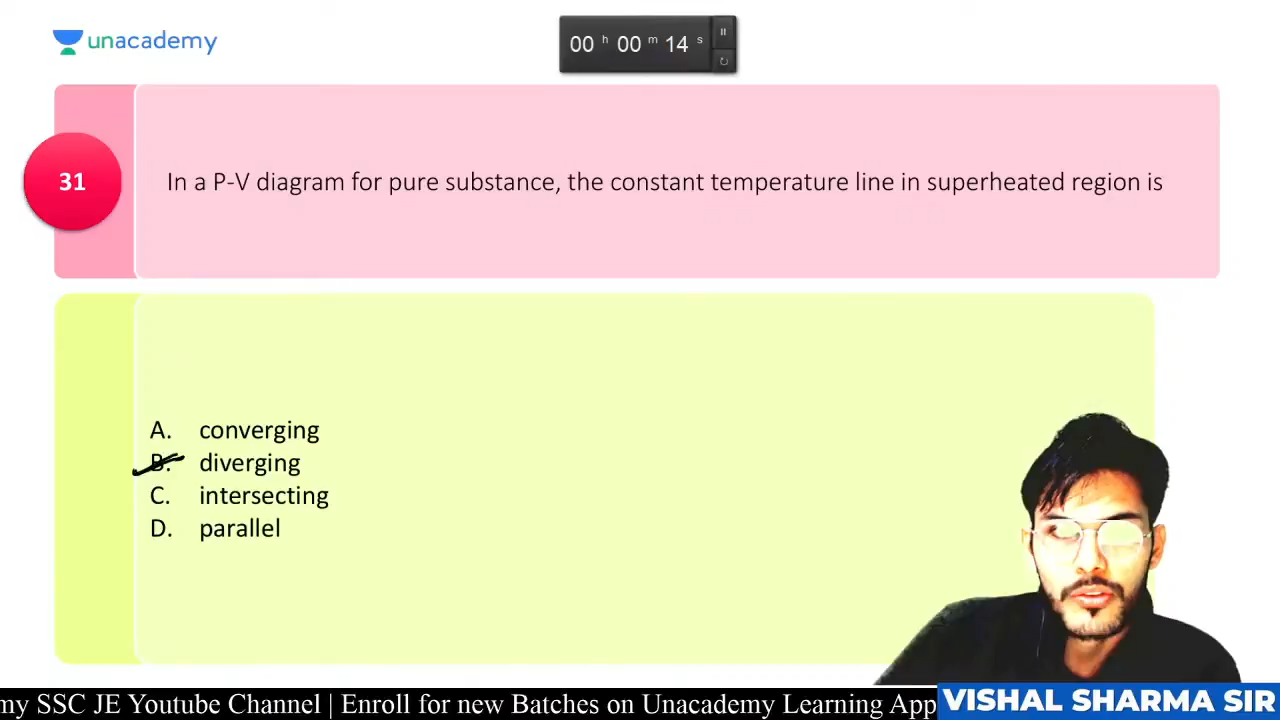 unacademy
00 h 00 m 14 s
31
In a P-V diagram for pure substance, the constant temperature line in superheated region is
A. converging
B. diverging
C. intersecting
D. parallel
my SSC JE Youtube Channel | Enroll for new Batches on Unacademy Learning App
VISHAL SHARMA SIR